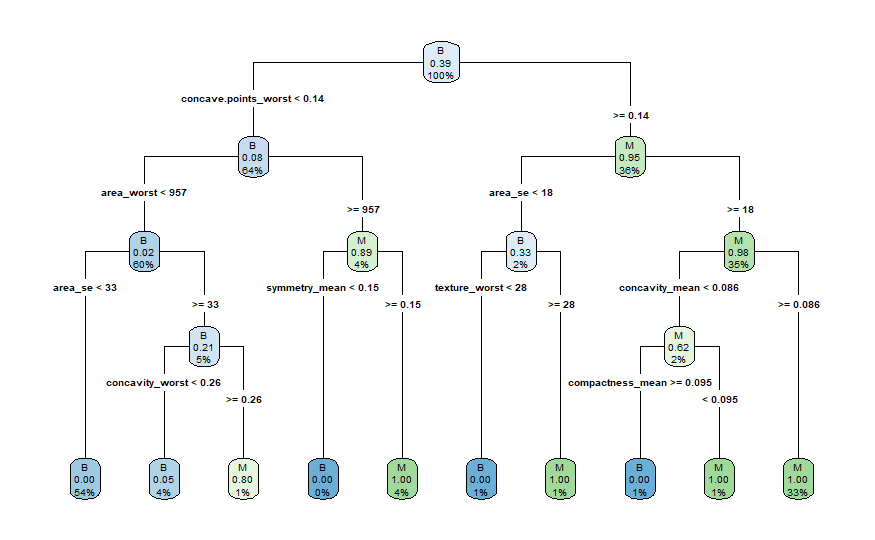 B
0.39
100%
concave.points_worst < 0.14
>= 0.14
B
0.08
64%
M
0.95
36%
area_worst < 957
>= 957
area_se < 18
>= 18
B
0.02
60%
M
0.89
4%
B
0.33
2%
M
0.98
35%
area_se < 33
>= 33
symmetry_mean < 0.15
>= 0.15
texture_worst < 28
>= 28
concavity_mean < 0.086
>= 0.086
B
0.21
5%
M
0.62
2%
concavity_worst < 0.26
>= 0.26
compactness_mean >= 0.095
< 0.095
B
0.00
54%
B
0.05
4%
M
0.80
1%
B
0.00
0%
M
1.00
4%
B
0.00
1%
M
1.00
1%
B
0.00
1%
M
1.00
1%
M
1.00
33%